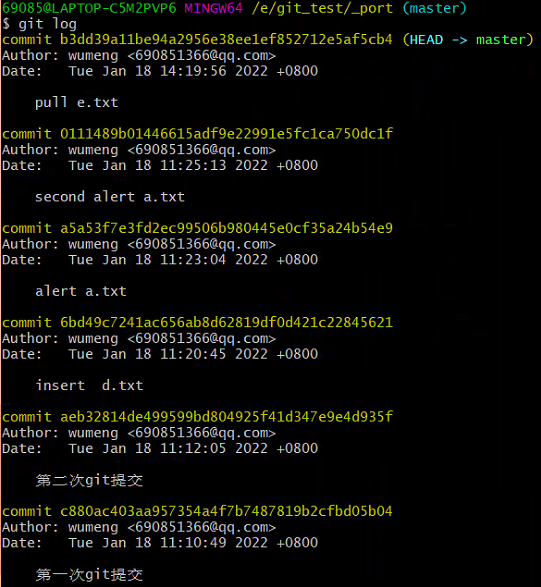 69085@LAPTOP-C5M2PVP6 MINGW64 /e/git_test/_port (master)
$ git log
commit b3dd39a11be94a2956e38ee1ef852712e5af5cb4 (HEAD -> master)
Author: wumeng <690851366@qq.com>
Date:   Tue Jan 18 14:19:56 2022 +0800
    pull e.txt
commit 0111489b01446615adf9e22991e5fc1ca750dc1f
Author: wumeng <690851366@qq.com>
Date:   Tue Jan 18 11:25:13 2022 +0800
    second alert a.txt
commit a5a53f7e3fd2ec99506b980445e0cf35a24b54e9
Author: wumeng <690851366@qq.com>
Date:   Tue Jan 18 11:23:04 2022 +0800
    alert a.txt
commit 6bd49c7241ac656ab8d62819df0d421c22845621
Author: wumeng <690851366@qq.com>
Date:   Tue Jan 18 11:20:45 2022 +0800
    insert  d.txt
commit aeb32814de499599bd804925f41d347e9e4d935f
Author: wumeng <690851366@qq.com>
Date:   Tue Jan 18 11:12:05 2022 +0800
    第二次git提交
commit c880ac403aa957354a4f7b7487819b2cfbd05b04
Author: wumeng <690851366@qq.com>
Date:   Tue Jan 18 11:10:49 2022 +0800
    第一次git提交